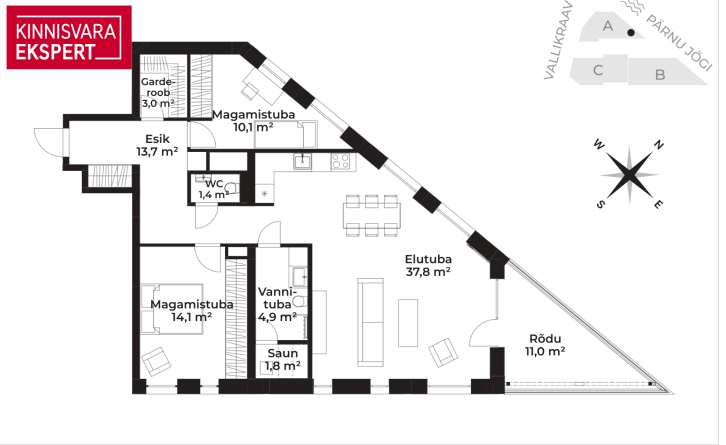 KINNISVARA
EKSPERT
VALLIKRAAV
PÄRNU JÕGI
A
C
B
Garde-
roob
3,0 m²
Magamistuba
10,1 m²
Esik
13,7 m²
WC
1,4 m²
N
W
E
S
Elutuba
37,8 m²
Magamistuba
14,1 m²
Vanni-
tuba
4,9 m²
Rõdu
11,0 m²
Saun
1,8 m²